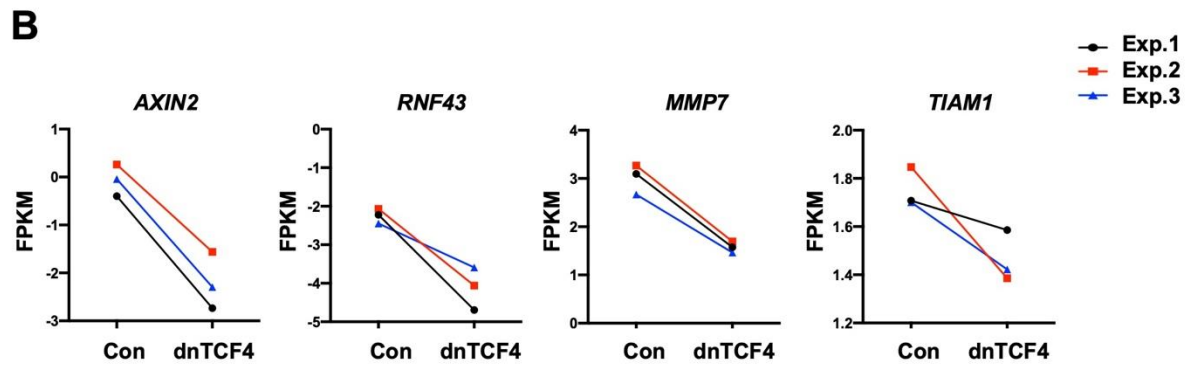 B
Exp.1
Exp.2
Exp.3
AXIN2
RNF43
MMP7
TIAM1
FPKM
1
0
-1
-2
-3
Con dnTCF4
FPKM
0
-1
-2
-3
-4
-5
Con dnTCF4
FPKM
4
3
2
1
0
Con dnTCF4
FPKM
2.0
1.8
1.6
1.4
1.2
Con dnTCF4